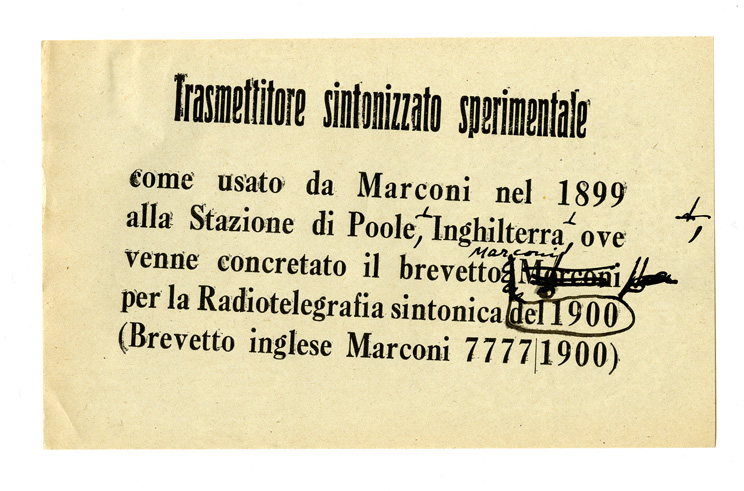 Trasmettitore sintonizzato sperimentale
come usato da Marconi nel 1899
alla Stazione di Poole, Inghilterra, ove
Marconi
venne concretato il brevetto Marconi
per la Radiotelegrafia sintonica del 1900
(Brevetto inglese Marconi 7777|1900)